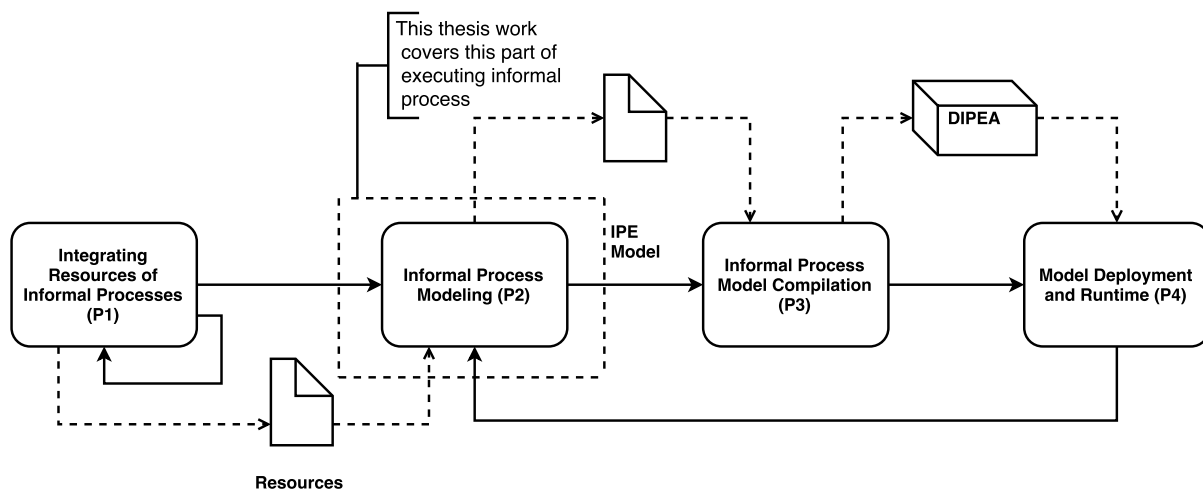 This thesis work
covers this part of
executing informal
process
DIPEA
IPE
Model
Integrating
Resources of
Informal Processes
(P1)
Informal Process
Modeling (P2)
Informal Process
Model Compilation
(P3)
Model Deployment
and Runtime (P4)
Resources